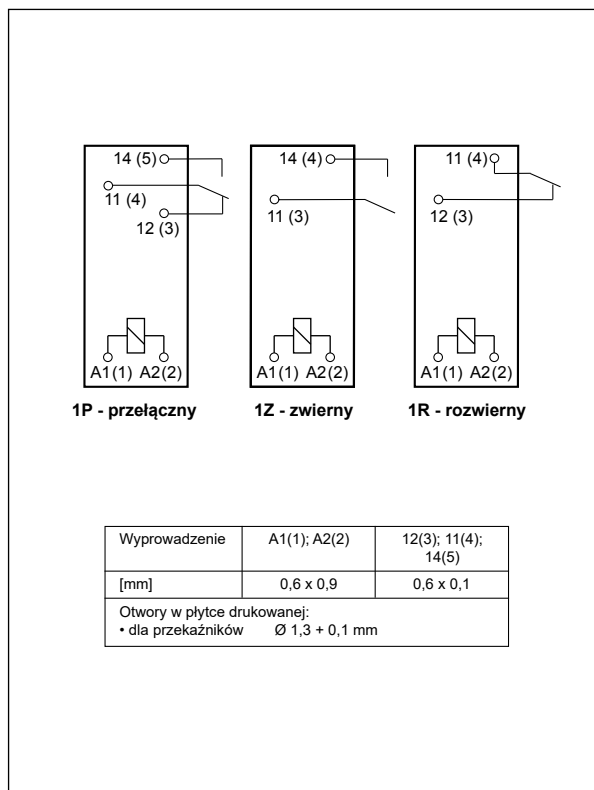 14 (5)
11 (4)
12 (3)
A1(1) A2(2)
1P - przełączny
14 (4)
11 (3)
A1(1) A2(2)
1Z - zwierny
11 (4)
12 (3)
A1(1) A2(2)
1R - rozwierny
Wyprowadzenie A1(1); A2(2) 12(3); 11(4);
14(5)
[mm] 0,6 x 0,9 0,6 x 0,1
Otwory w płytce drukowanej:
• dla przekaźników Ø 1,3 + 0,1 mm